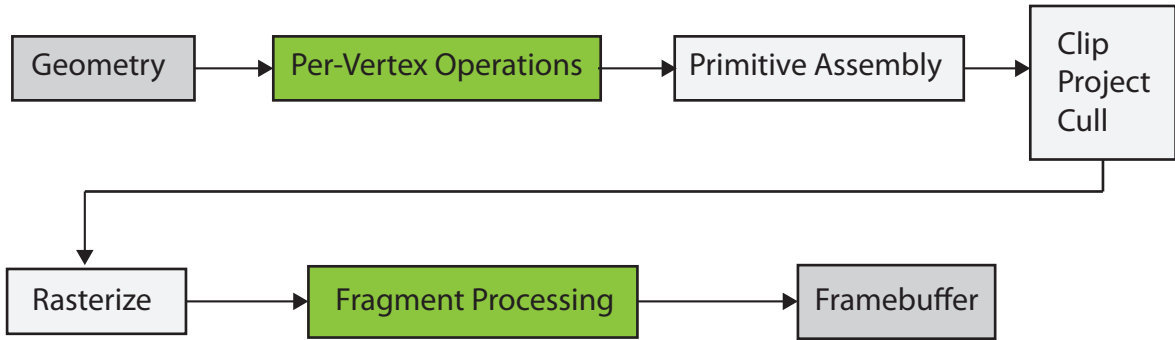 Geometry
Per-Vertex Operations
Primitive Assembly
Clip
Project
Cull
Rasterize
Fragment Processing
Framebuffer